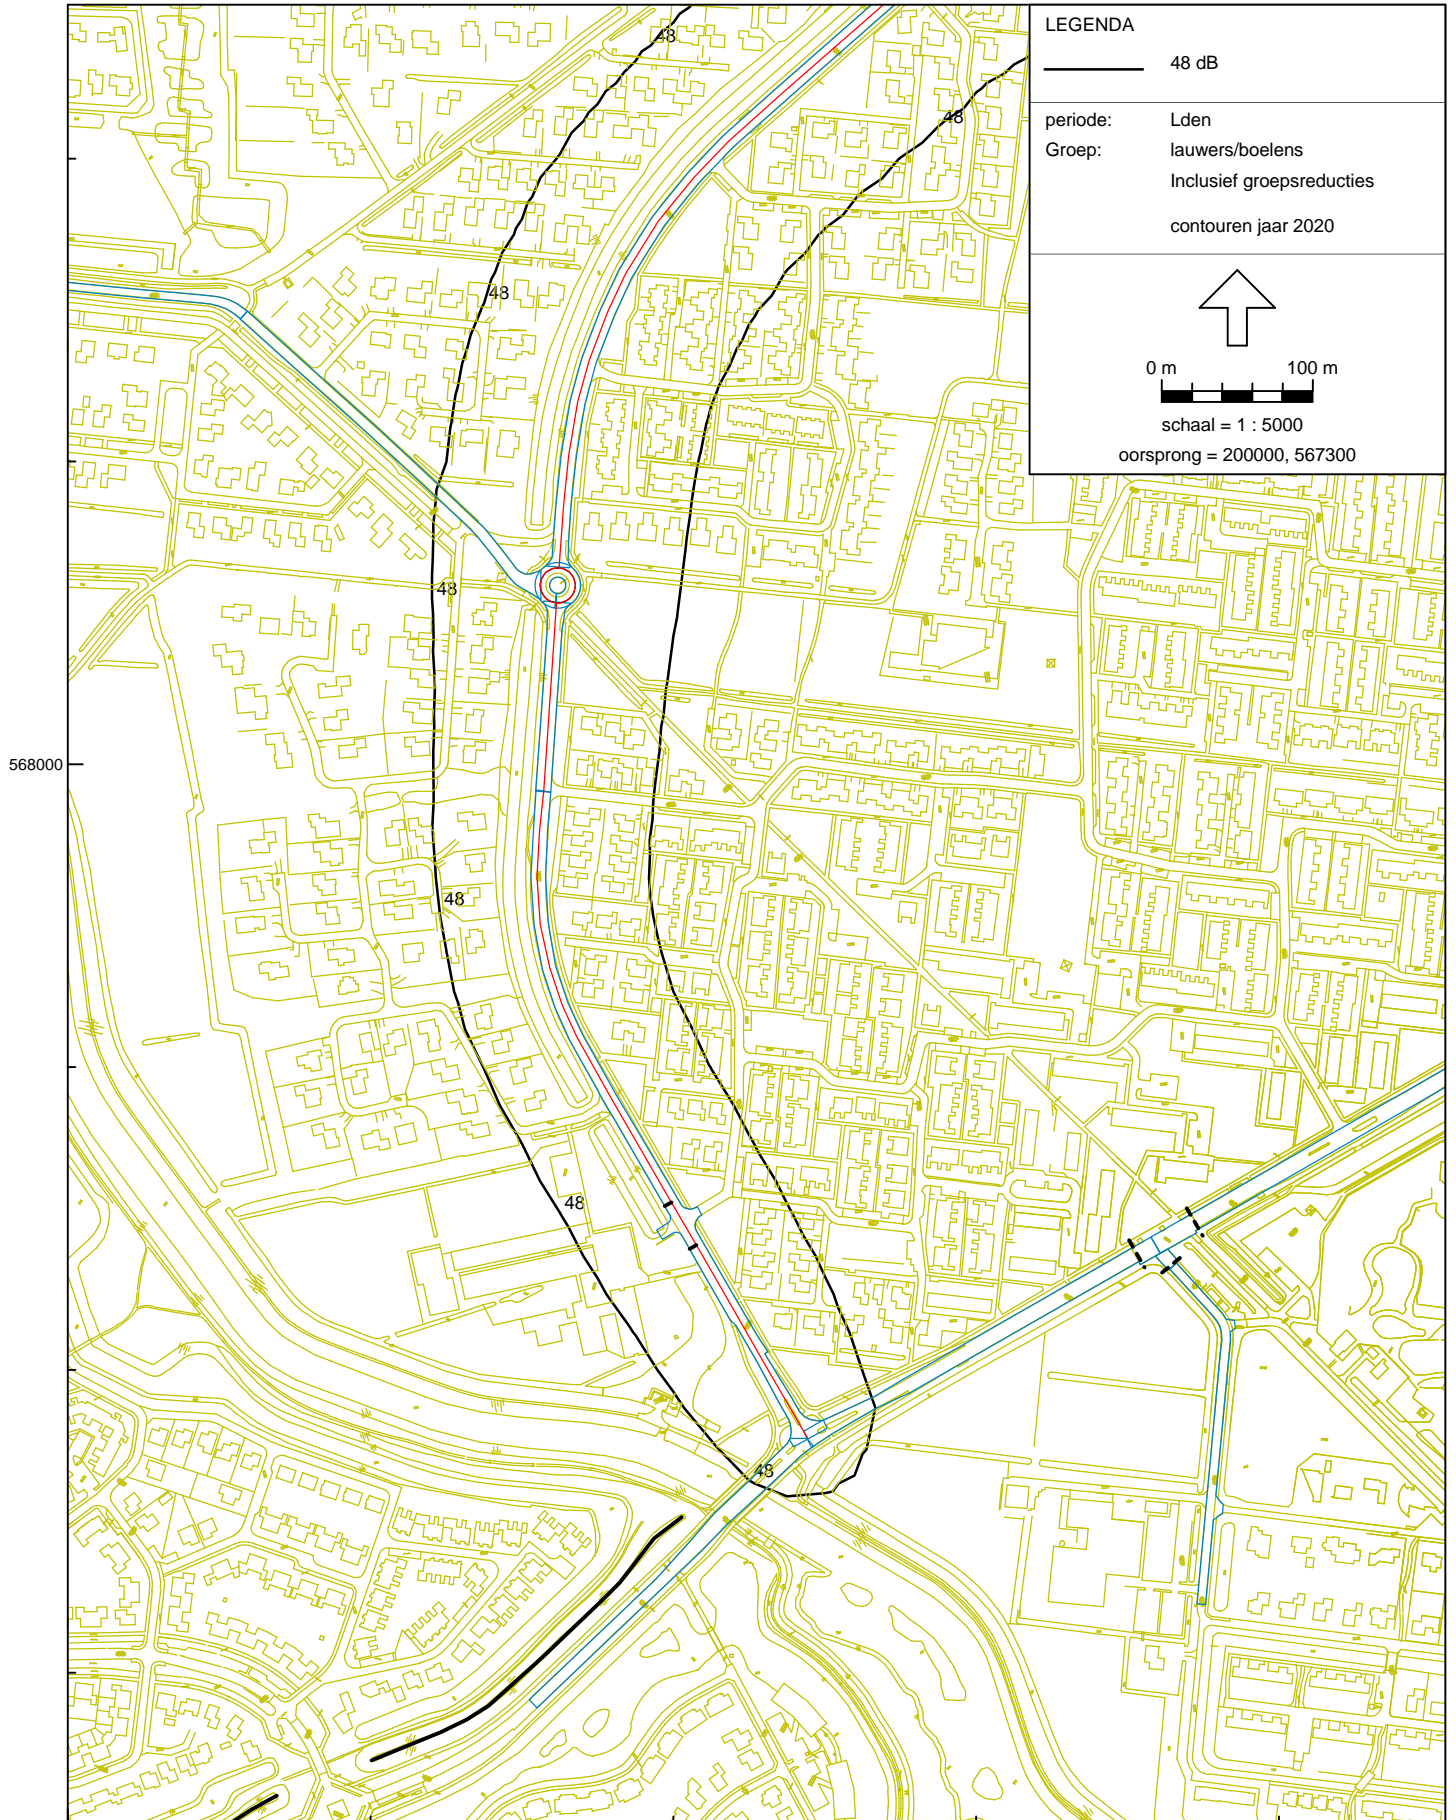 LEGENDA
48 dB
periode: Lden
Groep: lauwers/boelens
Inclusief groepsreducties
contouren jaar 2020
0 m 100 m
schaal = 1 : 5000
oorsprong = 200000, 567300
48
48
48
48
568000
48
48
48